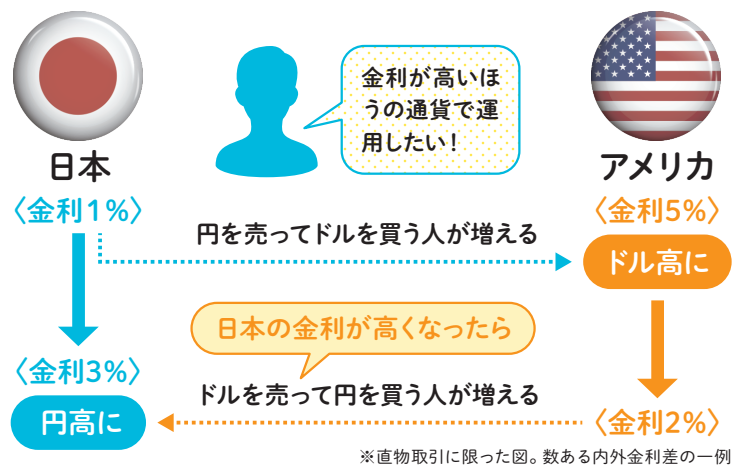 金利が高いほ
うの通貨で運
用したい！
日本
アメリカ
〈金利1%〉
〈金利5%〉
円を売ってドルを買う人が増える
ドル高に
日本の金利が高くなったら
〈金利3%〉
ドルを売って円を買う人が増える
円高に
〈金利2%〉
※直物取引に限った図。数ある内外金利差の一例